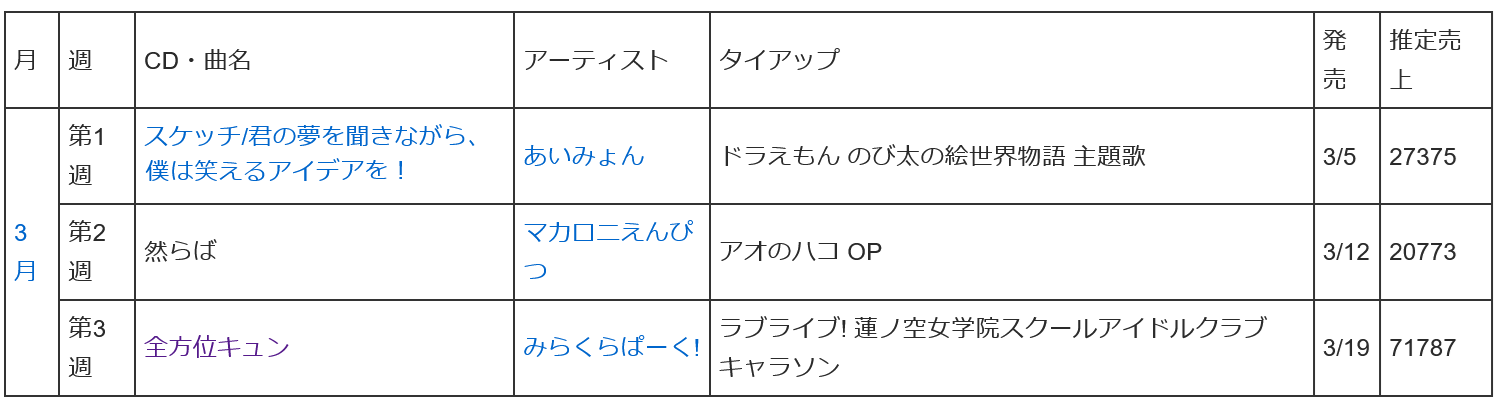 月 週 CD・曲名 アーティスト タイアップ 発売 推定売上
3月
第1週
スケッチ/君の夢を聞きながら、
僕は笑えるアイデアを！
あいみょん
ドラえもん のび太の絵世界物語 主題歌
3/5
27375
第2週
然らば
マカロニえんぴつ
アオのハコ OP
3/12
20773
第3週
全方位キュン
みらくらぱーく!
ラブライブ! 蓮ノ空女学院スクールアイドルクラブ
キャラソン
3/19
71787